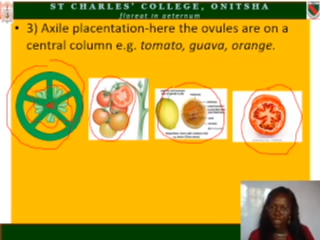 ST CHARLES' COLLEGE, ONITSHA
floreat in aeternum
• 3) Axile placentation-here the ovules are on a
central column e.g. tomato, guava, orange.